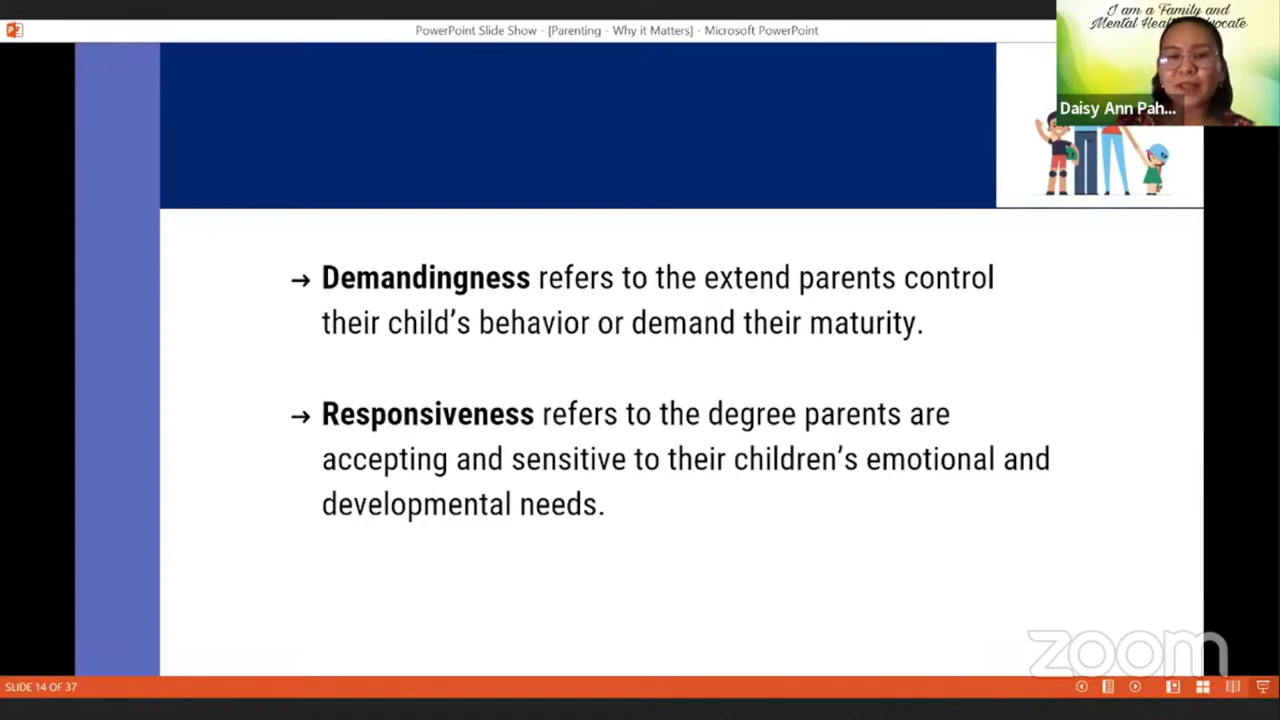 PowerPoint Slide Show - [Parenting - Why it Matters] - Microsoft PowerPoint
I am a Family and
Mental Health Advocate
Daisy Ann Pah...
→ Demandingness refers to the extend parents control
their child's behavior or demand their maturity.
→ Responsiveness refers to the degree parents are
accepting and sensitive to their children's emotional and
developmental needs.
zoom
SLIDE 14 OF 37